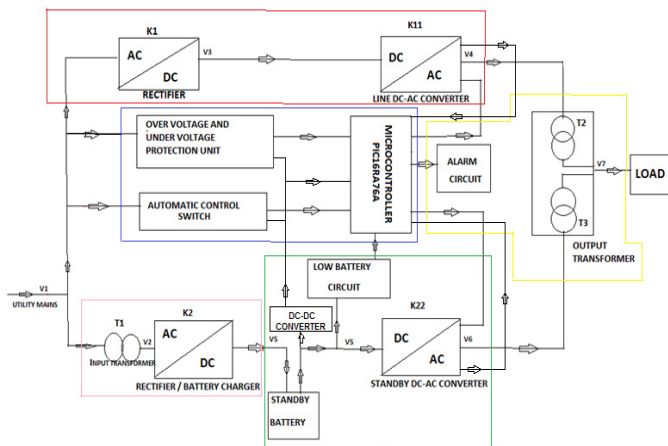 K1
AC
DC
V3
RECTIFIER
K11
DC
AC
V4
LINE DC-AC CONVERTER
OVER VOLTAGE AND
UNDER VOLTAGE
PROTECTION UNIT
AUTOMATIC CONTROL
SWITCH
MICROCONTROLLER
PIC16RA76A
ALARM
CIRCUIT
T2
T3
V7
LOAD
OUTPUT
TRANSFORMER
V1
UTILITY MAINS
T1
V2
INPUT TRANSFORMER
K2
AC
DC
V5
RECTIFIER / BATTERY CHARGER
LOW BATTERY
CIRCUIT
DC-DC
CONVERTER
V5
STANDBY
BATTERY
K22
DC
AC
V6
STANDBY DC-AC CONVERTER